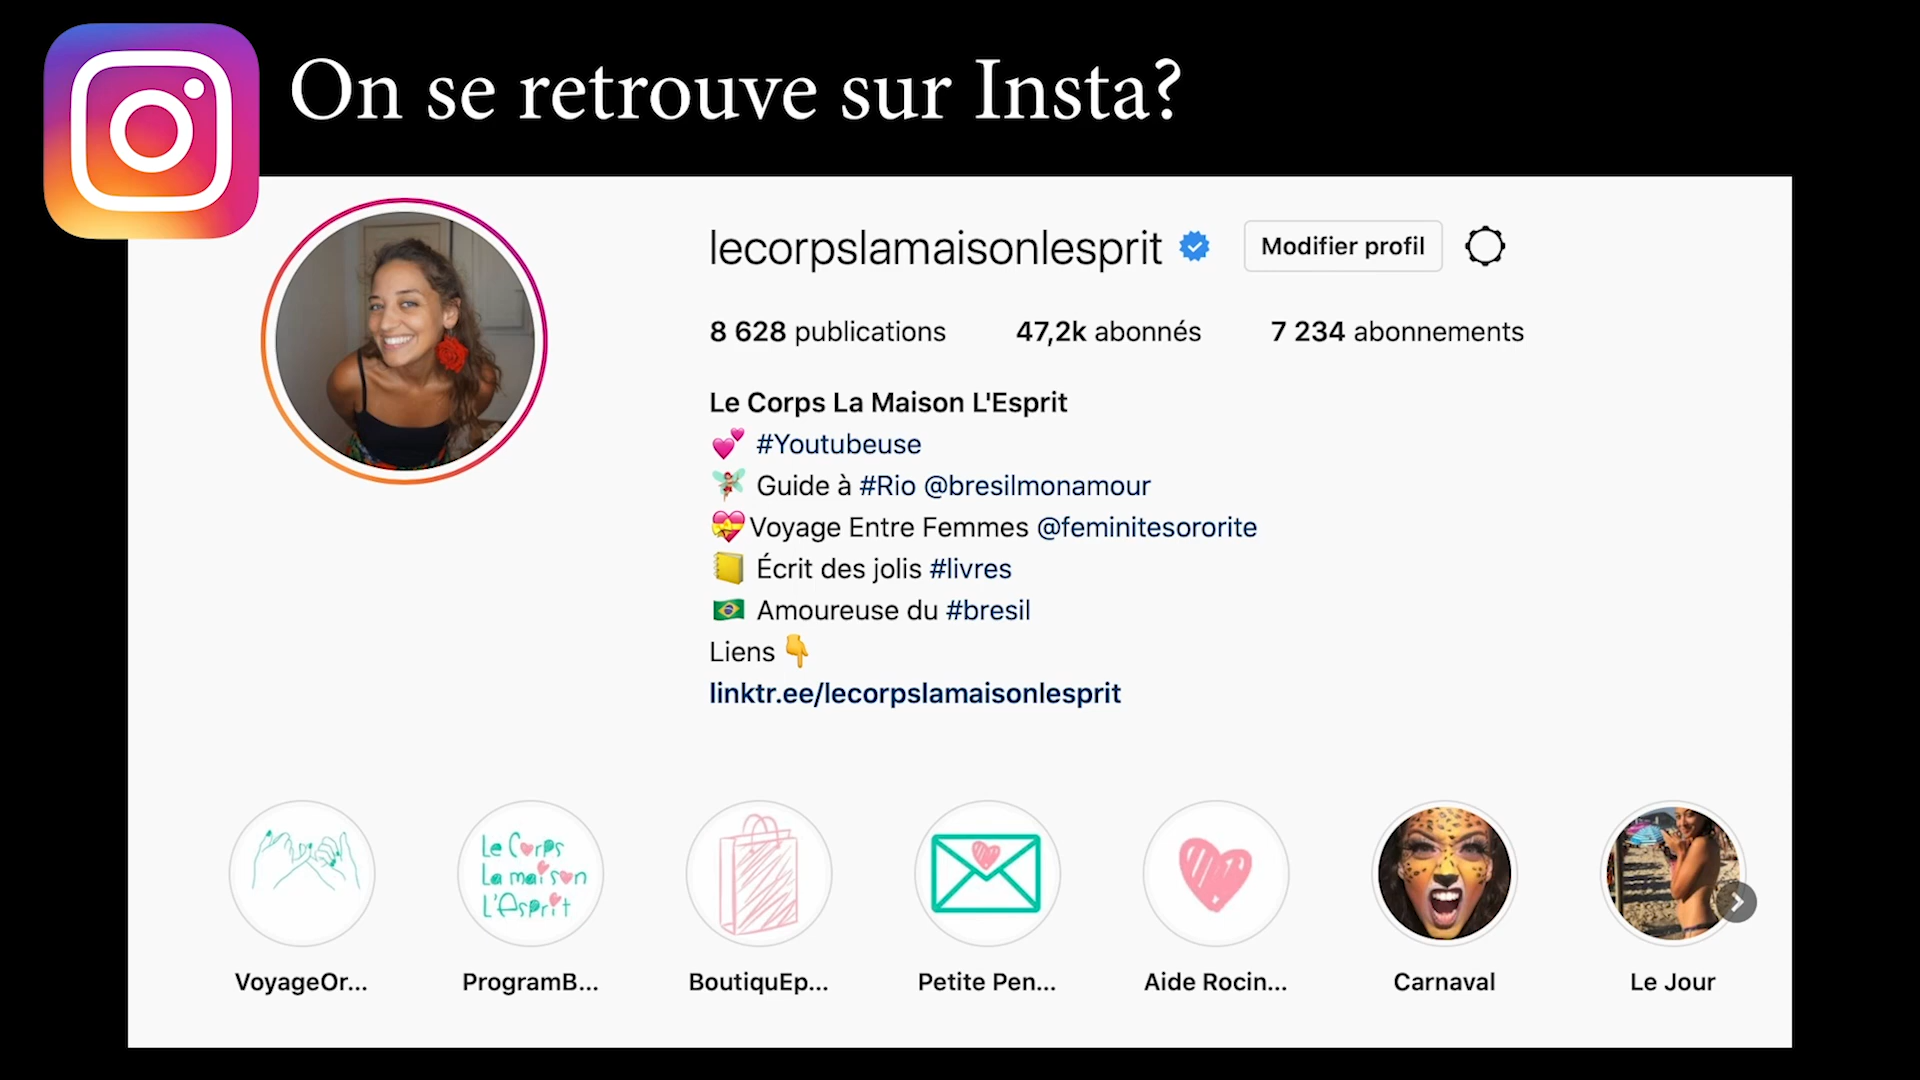 On se retrouve sur Insta?
lecorpslamaisonlesprit Modifier profil
8 628 publications 47,2k abonnés 7 234 abonnements
Le Corps La Maison L'Esprit
💕 #Youtubeuse
🧚 Guide à #Rio @bresilmonamour
💝Voyage Entre Femmes @feminitesororite
📒 Écrit des jolis #livres
🇧🇷 Amoureuse du #bresil
Liens 👇
linktr.ee/lecorpslamaisonlesprit
Le Corps
La maison
L'Esprit
VoyageOr... ProgramB... BoutiquEp... Petite Pen... Aide Rocin... Carnaval Le Jour